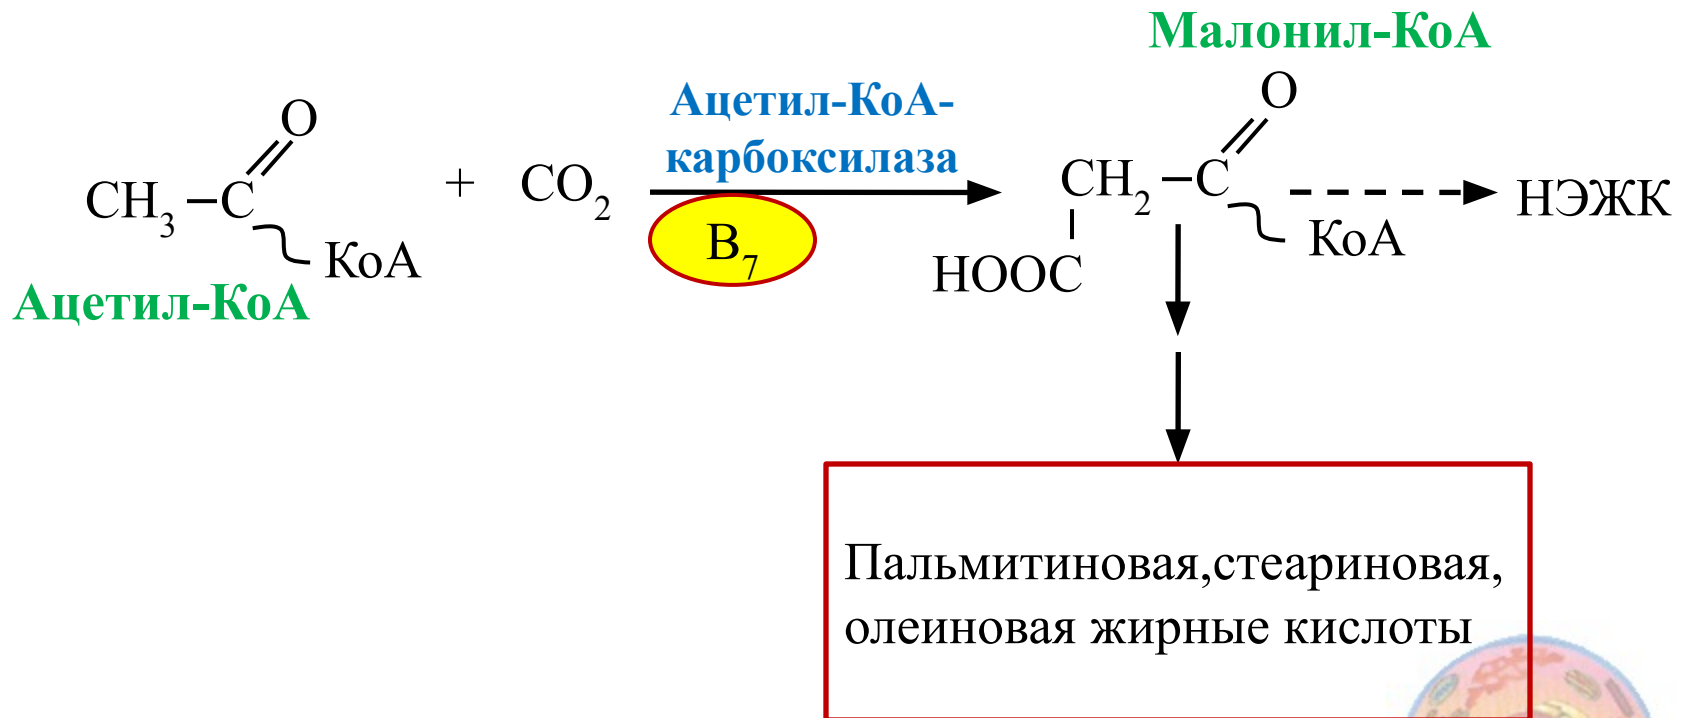 Малонил-КоА
Ацетил-КоА-
карбоксилаза
O
CH₃–C
КоА
Ацетил-КоА
+
CO₂
B₇
O
CH₂–C
КоА
HOOC
НЭЖК
Пальмитиновая,стеариновая,
олеиновая жирные кислоты